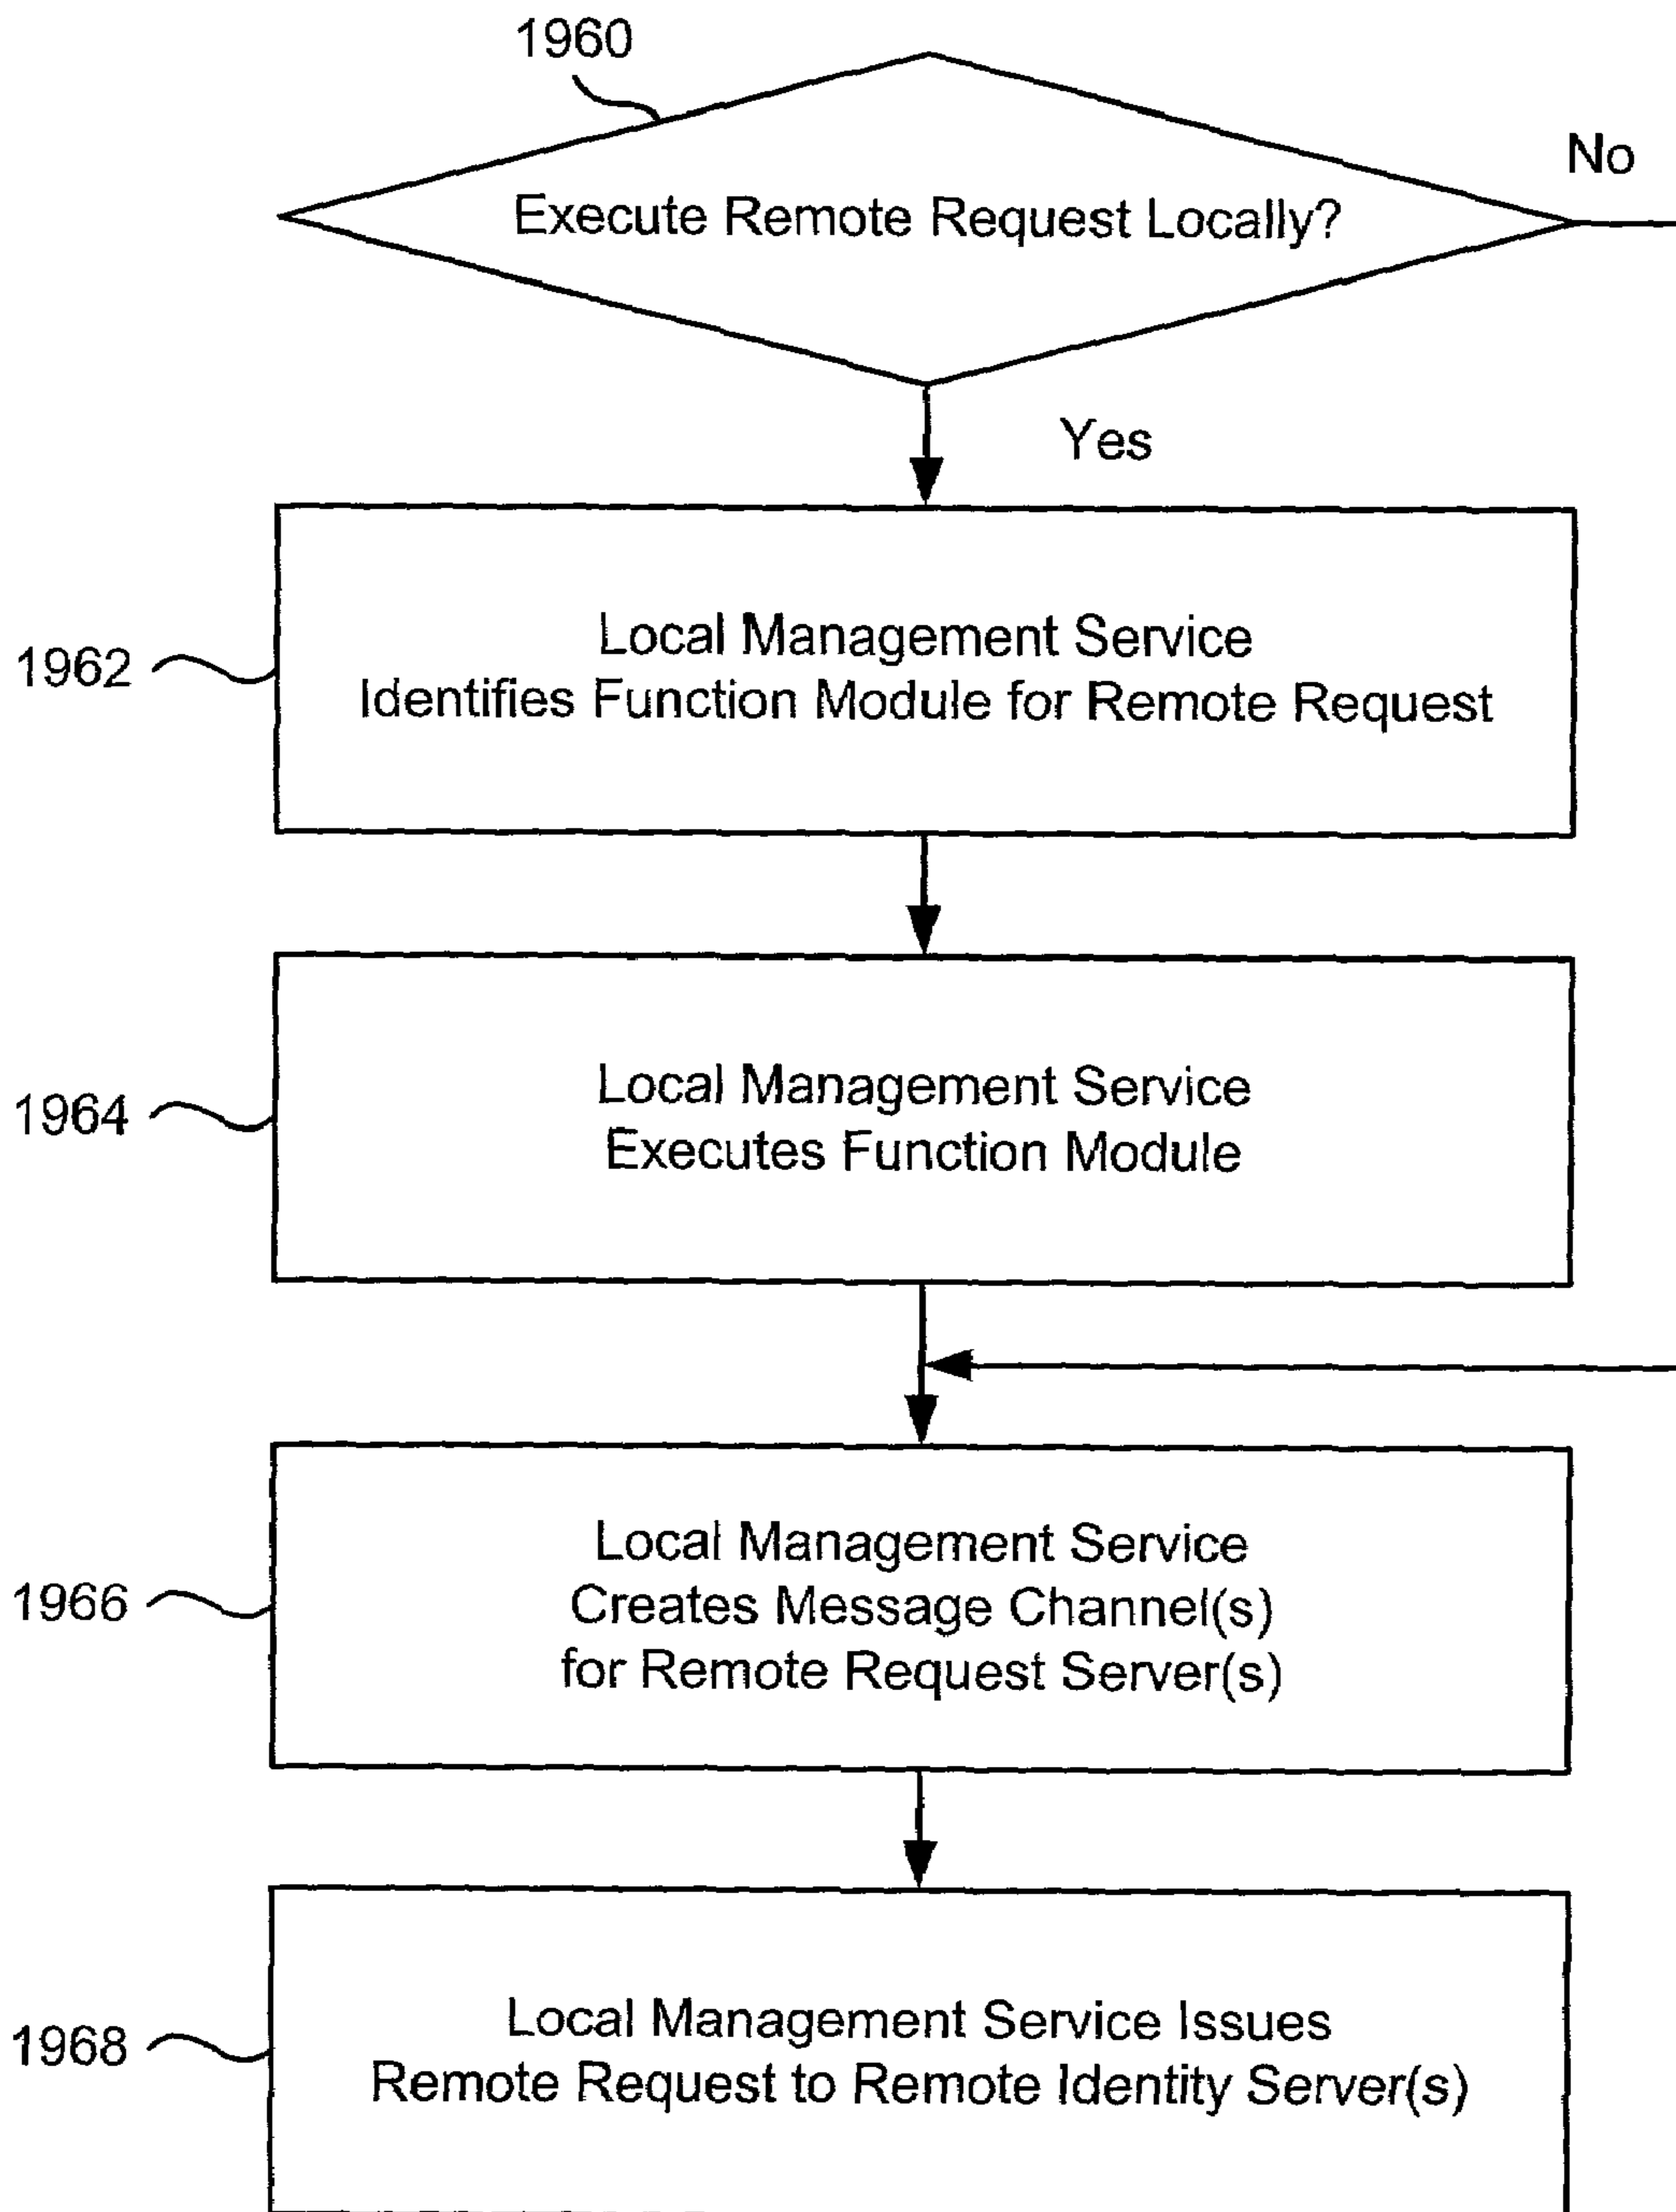 1960
No
Execute Remote Request Locally?
Yes
Local Management Service
1962
Identifies Function Module for Remote Request
Local Management Service
1964
Executes Function Module
Local Management Service
1966
Creates Message Channel(s)
for Remote Request Server(s)
Local Management Service Issues
1968
Remote Request to Remote Identity Server(s)